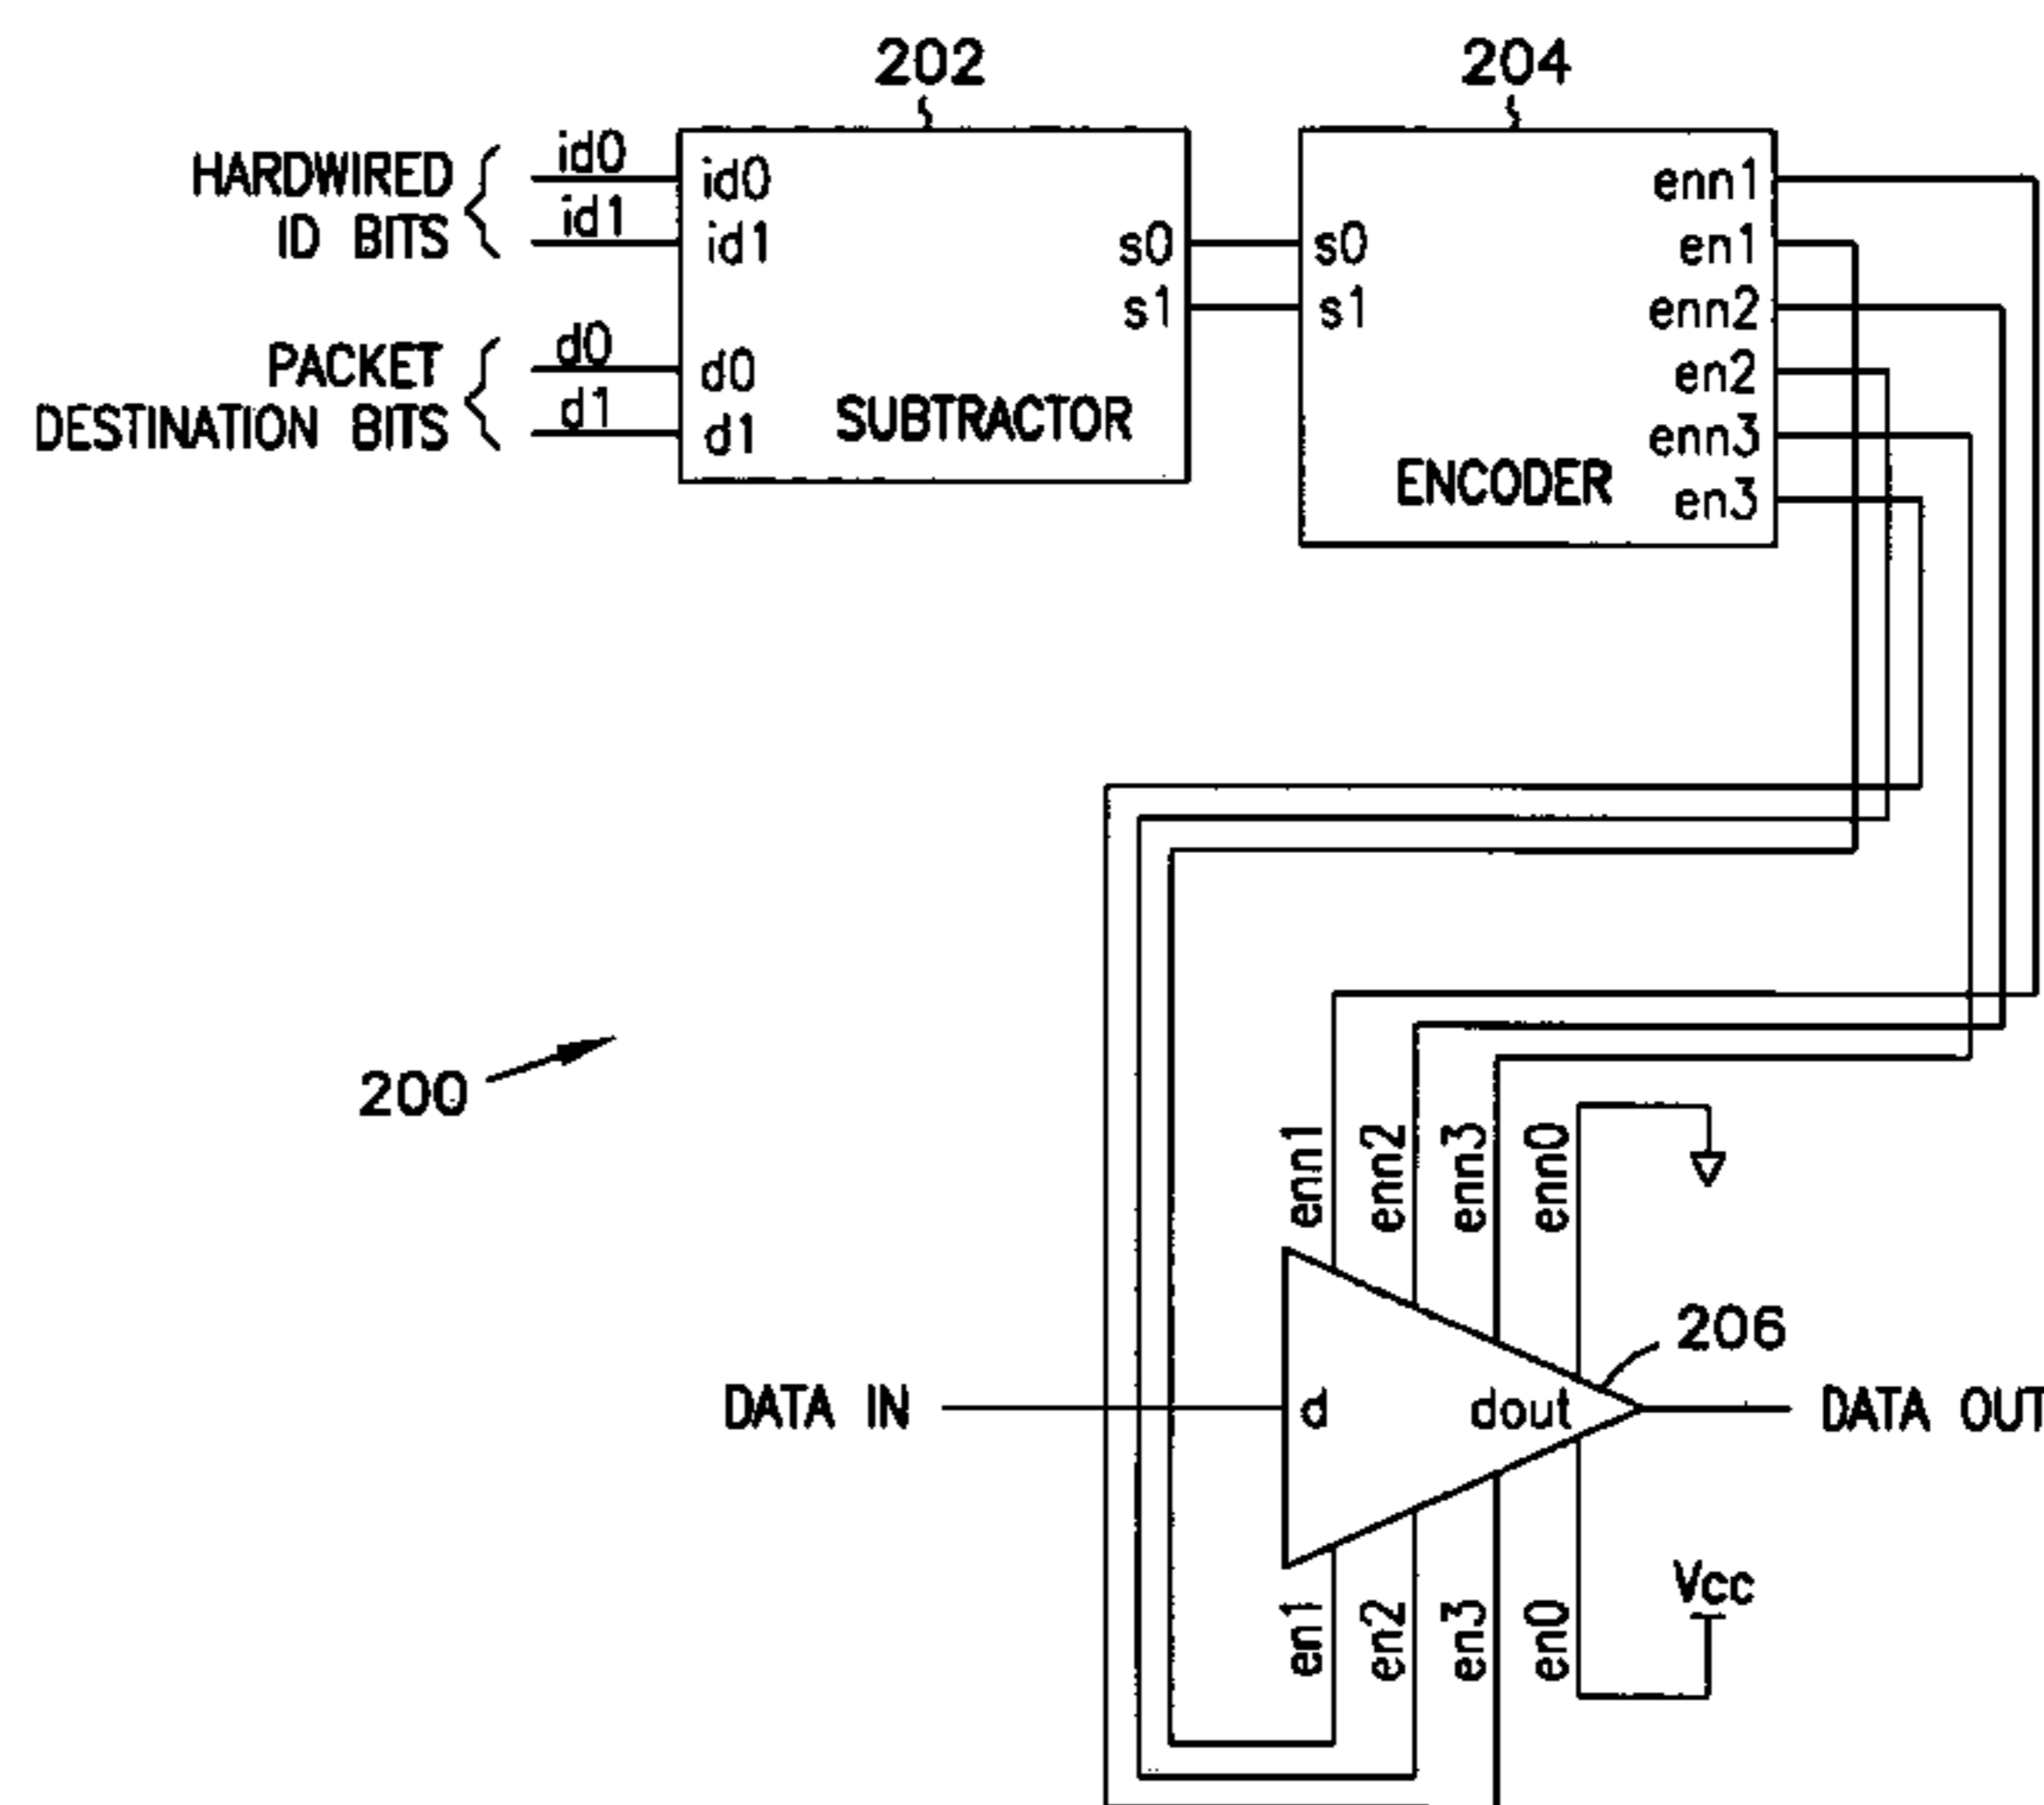 202
204
HARDWIRED
ID BITS
id0
id1
id0
id1
s0
s1
PACKET
DESTINATION BITS
d0
d1
d0
d1
SUBTRACTOR
s0
s1
enn1
en1
enn2
en2
enn3
en3
ENCODER
200
enn1
enn2
enn3
enn0
206
DATA IN
d
dout
DATA OUT
en1
en2
en3
en0
Vcc